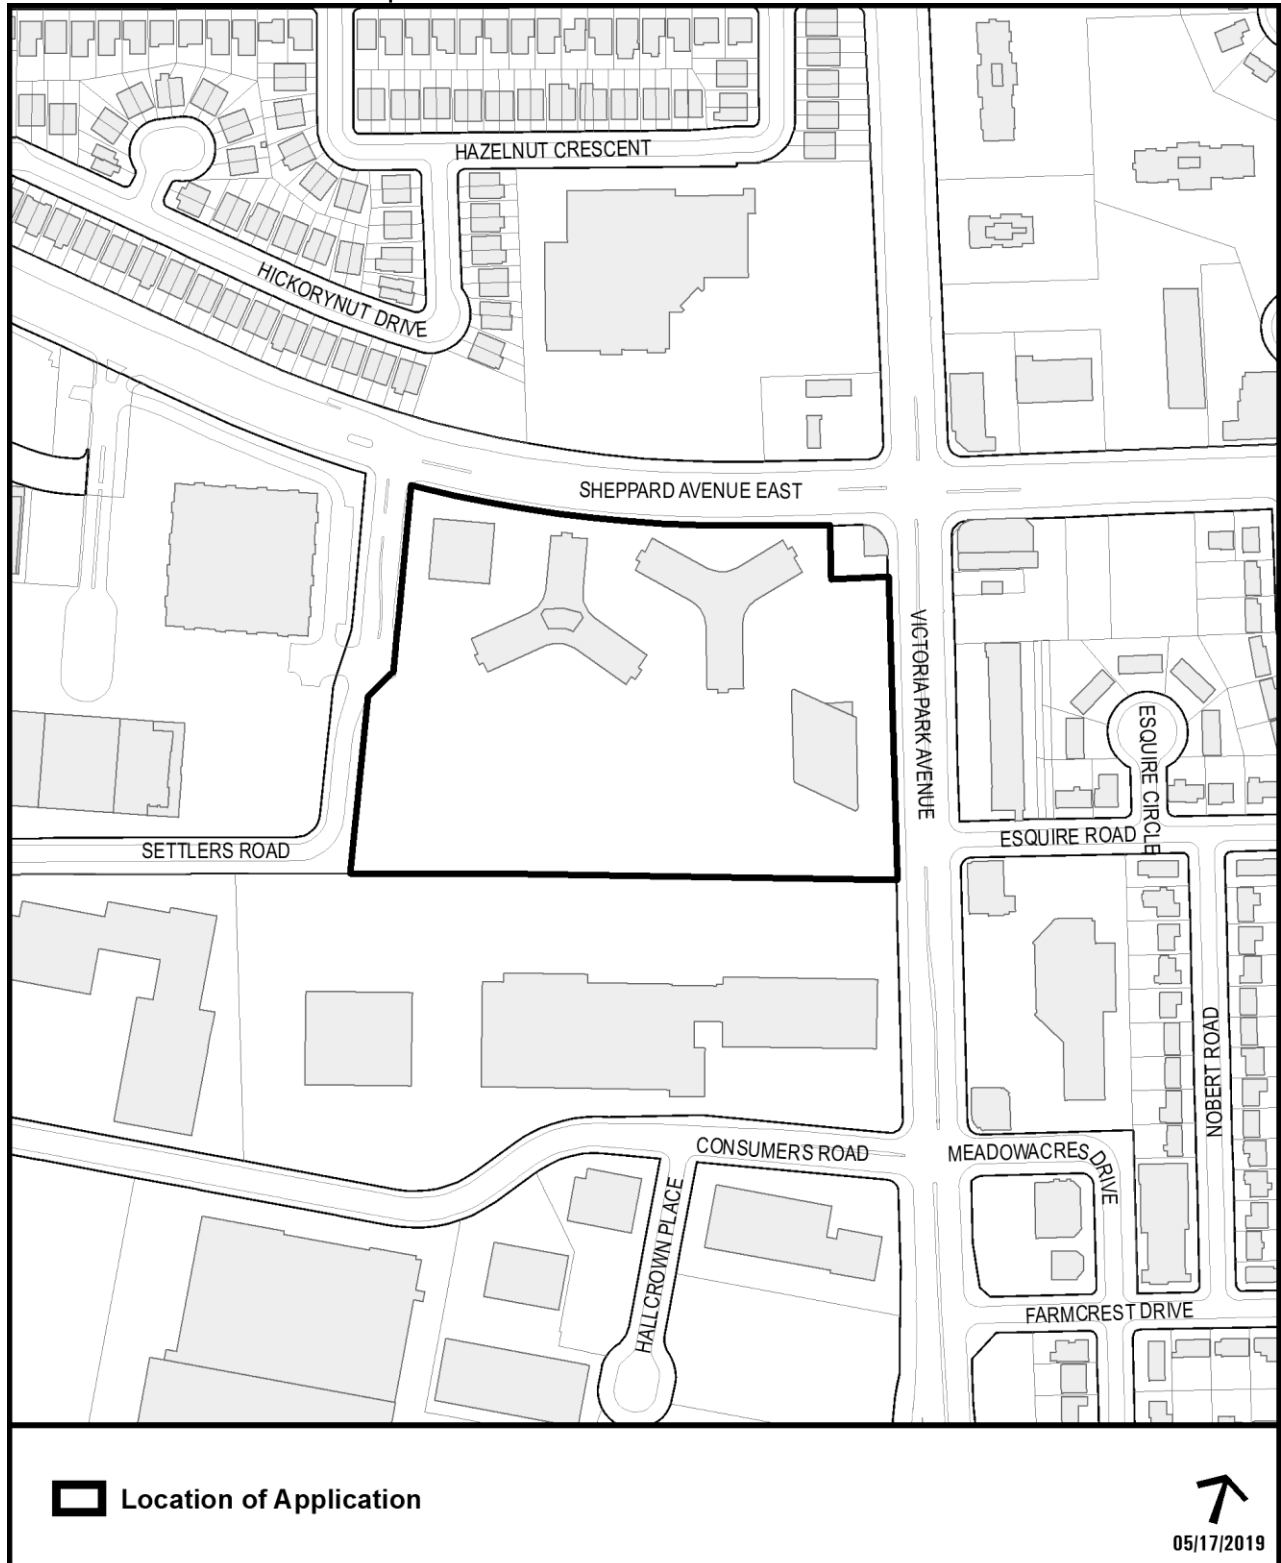 HAZELNUT CRESCENT
HICKORYNUT DRIVE
SHEPPARD AVENUE EAST
VICTORIA PARK AVENUE
ESQUIRE CIRCLE
ESQUIRE ROAD
SETTLERS ROAD
NOBERT ROAD
CONSUMERS ROAD
MEADOWACRES DRIVE
HALLCROWN PLACE
FARMCREST DRIVE
Location of Application
05/17/2019